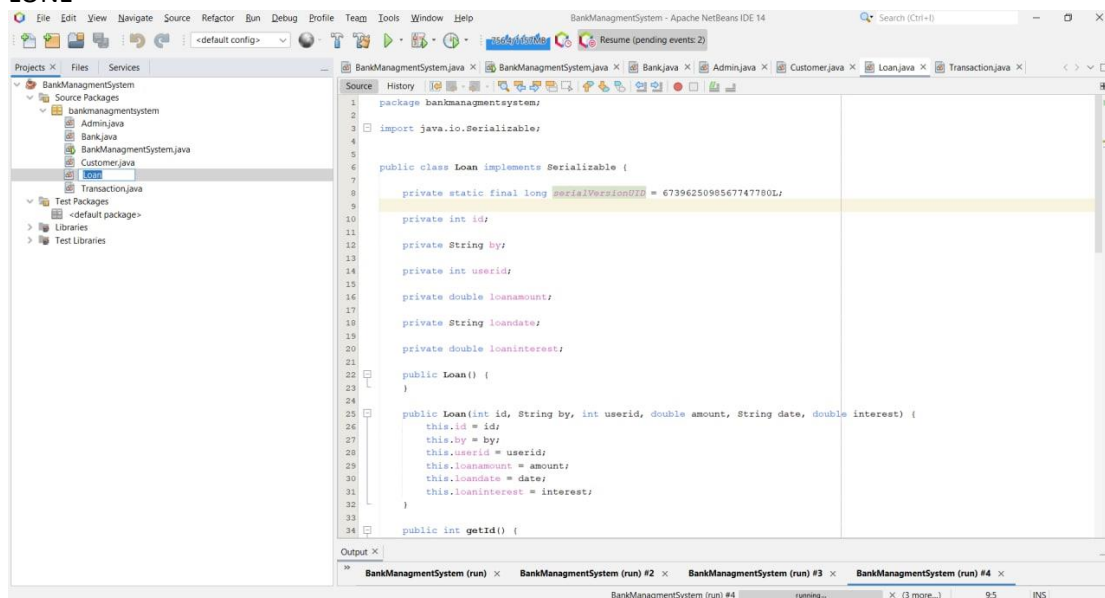 LONE
File Edit View Navigate Source Refactor Run Debug Profile Team Tools Window Help BankManagmentSystem - Apache NetBeans IDE 14 Search (Ctrl+I)
<default config> Resume (pending events: 2)
Projects Files Services
BankManagmentSystem.java BankManagmentSystem.java Bank.java Admin.java Customer.java Loan.java Transaction.java
BankManagmentSystem
Source Packages
bankmanagmentsystem
Admin.java
Bank.java
BankManagmentSystem.java
Customer.java
Loan
Transaction.java
Test Packages
<default package>
Libraries
Test Libraries
Source History
1 package bankmanagmentsystem;
2
3 import java.io.Serializable;
4
5
6 public class Loan implements Serializable {
7
8 private static final long serialVersionUID = 6739625098567747780L;
9
10 private int id;
11
12 private String by;
13
14 private int userid;
15
16 private double loanamount;
17
18 private String loandate;
19
20 private double loaninterest;
21
22 public Loan() {
23 }
24
25 public Loan(int id, String by, int userid, double amount, String date, double interest) {
26 this.id = id;
27 this.by = by;
28 this.userid = userid;
29 this.loanamount = amount;
30 this.loandate = date;
31 this.loaninterest = interest;
32 }
33
34 public int getId() {
Output
BankManagmentSystem (run) BankManagmentSystem (run) #2 BankManagmentSystem (run) #3 BankManagmentSystem (run) #4
BankManagmentSystem (run) #4 running... (3 more...) 9:5 INS